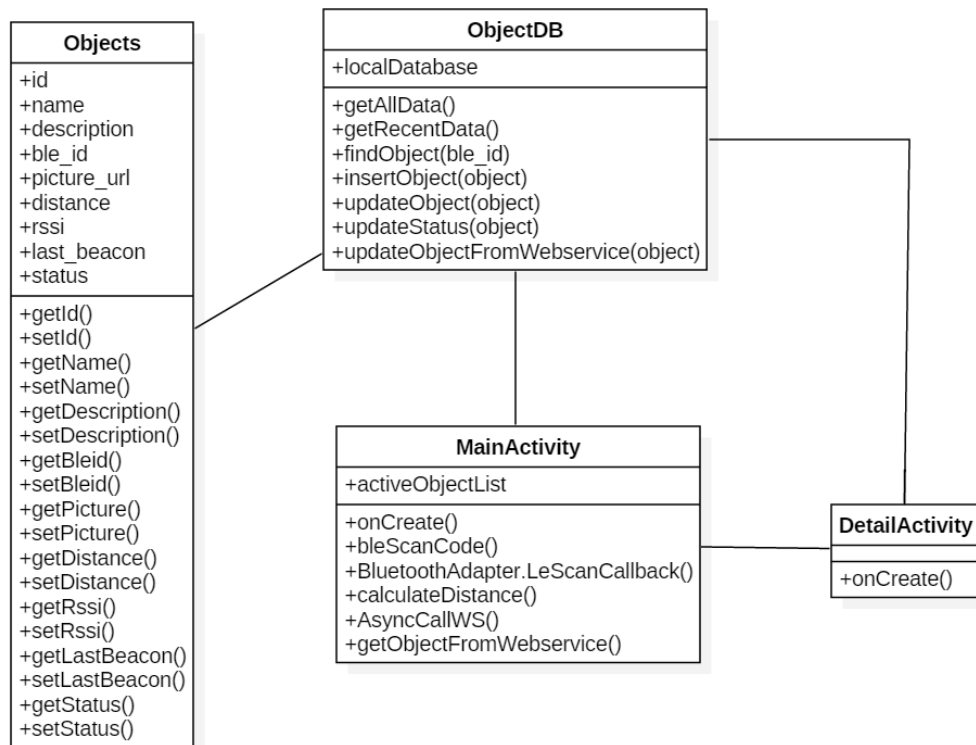 Objects
+id
+name
+description
+ble_id
+picture_url
+distance
+rssi
+last_beacon
+status
+getId()
+setId()
+getName()
+setName()
+getDescription()
+setDescription()
+getBleid()
+setBleid()
+getPicture()
+setPicture()
+getDistance()
+setDistance()
+getRssi()
+setRssi()
+getLastBeacon()
+setLastBeacon()
+getStatus()
+setStatus()
ObjectDB
+localDatabase
+getAllData()
+getRecentData()
+findObject(ble_id)
+insertObject(object)
+updateObject(object)
+updateStatus(object)
+updateObjectFromWebservice(object)
MainActivity
+activeObjectList
+onCreate()
+bleScanCode()
+BluetoothAdapter.LeScanCallback()
+calculateDistance()
+AsyncCallWS()
+getObjectFromWebservice()
DetailActivity
+onCreate()